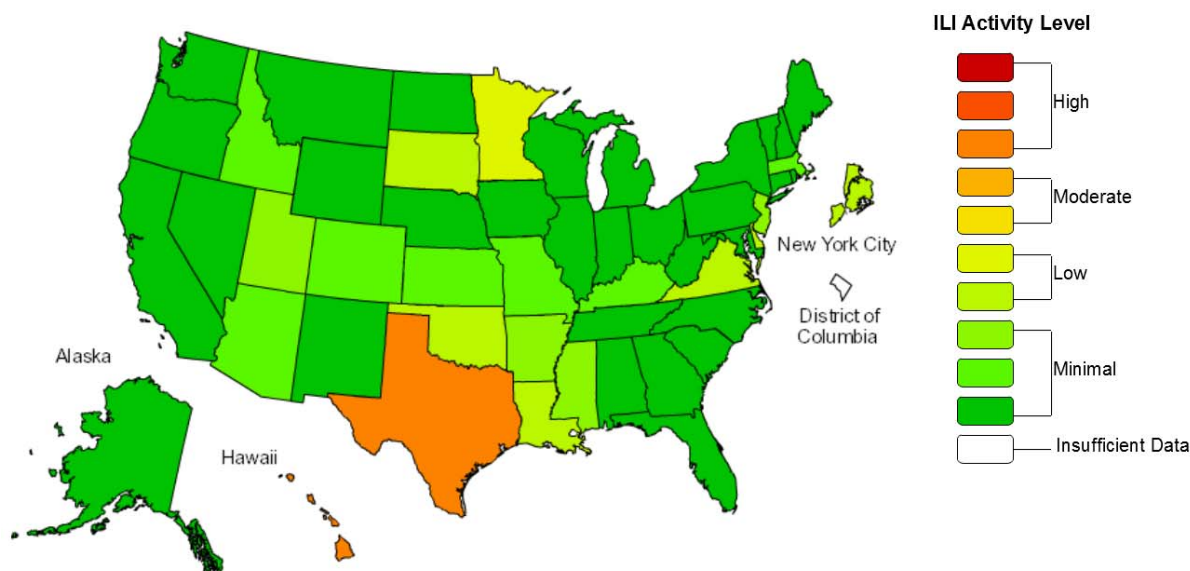 ILI Activity Level
High
Moderate
New York City
Low
District of
Columbia
Alaska
Minimal
Hawaii
Insufficient Data